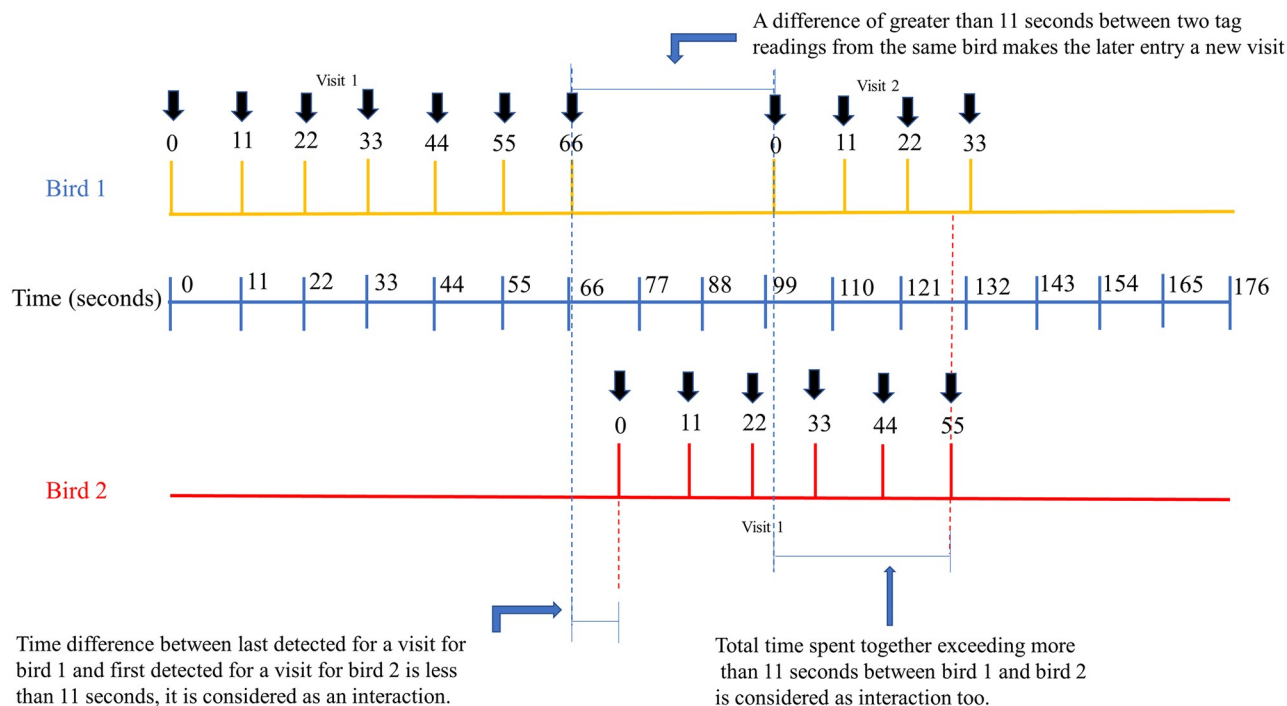 A difference of greater than 11 seconds between two tag
readings from the same bird makes the later entry a new visit
Visit 1
Visit 2
0 11 22 33 44 55 66 0 11 22 33
Bird 1
Time (seconds) 0 11 22 33 44 55 66 77 88 99 110 121 132 143 154 165 176
0 11 22 33 44 55
Bird 2
Visit 1
Time difference between last detected for a visit for
bird 1 and first detected for a visit for bird 2 is less
than 11 seconds, it is considered as an interaction.
Total time spent together exceeding more
than 11 seconds between bird 1 and bird 2
is considered as interaction too.